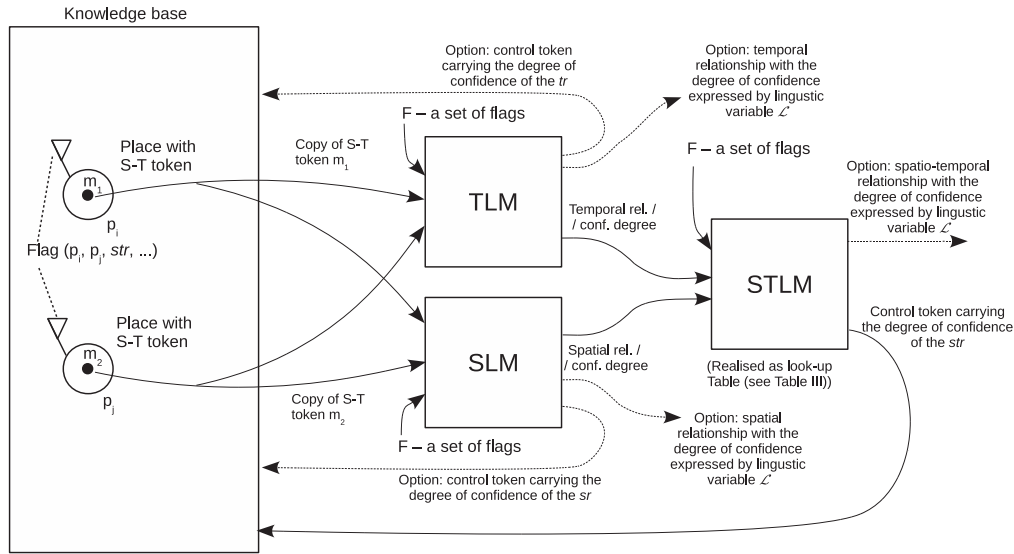 Knowledge base
Option: control token
carrying the degree of
confidence of the tr
Option: temporal
relationship with the
degree of confidence
expressed by lingustic
variable ℒ
F – a set of flags
Place with
S-T token
Copy of S-T
token m1
m1
pi
TLM
F – a set of flags
Option: spatio-temporal
relationship with the
degree of confidence
expressed by lingustic
variable ℒ
Temporal rel. /
/ conf. degree
Flag (pi, pj, str, ...)
STLM
Place with
S-T token
m2
pj
SLM
Spatial rel. /
/ conf. degree
Control token carrying
the degree of confidence
of the str
(Realised as look-up
Table (see Table III))
Copy of S-T
token m2
F – a set of flags
Option: spatial
relationship with the
degree of confidence
expressed by lingustic
variable ℒ
Option: control token carrying the
degree of confidence of the sr